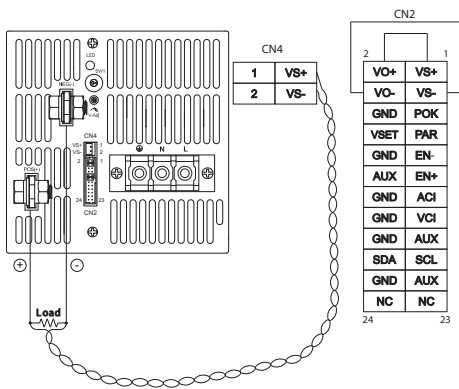 CN2
2 1
VO+ VS+
VO- VS-
GND POK
VSET PAR
GND EN-
AUX EN+
GND ACI
GND VCI
GND AUX
SDA SCL
GND AUX
NC NC
24 23
CN4
1 VS+
2 VS-
LED
SW1
NEG(-)
V-Adj
CN4
VS+ 1
VS- 2
2 1
N L
POS(+)
24 23
CN2
+ -
Load